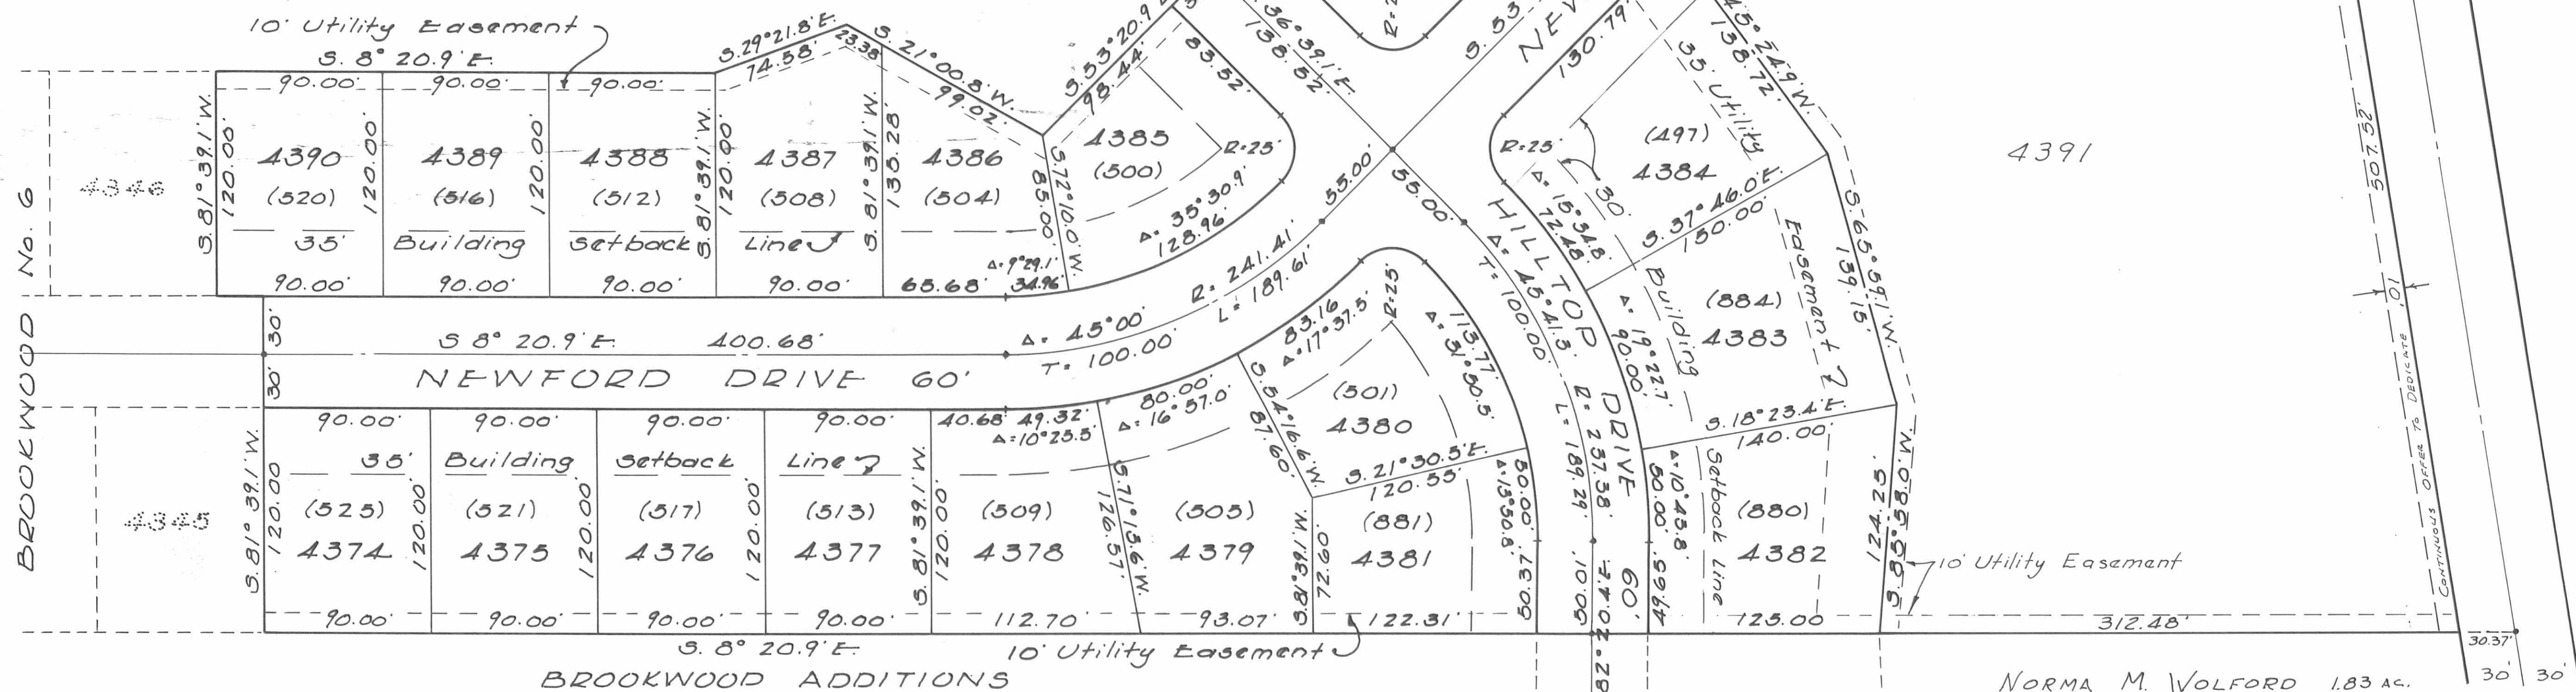 10' Utility Easement
S. 8° 20.9' E.
90.00'
90.00'
90.00'
S. 29° 21.8' E.
74.58'
23.38
S. 21° 00.8' W.
99.02'
S. 53° 20.9
98.44'
83.52'
36° 39.1' E.
138.52'
S. 53
NEW
130.79'
45° 24.9' W.
138.72'
35' Utility
Easement
507.52'
BROOKWOOD No. 6
4346
S. 81° 39.1' W.
120.00'
4390
(520)
120.00'
4389
(516)
120.00'
4388
(512)
S. 81° 39.1' W.
120.00'
4387
(508)
S. 81° 39.1' W.
135.28'
4386
(504)
S. 72° 10.0' W.
85.00'
4385
(500)
R=25'
35' Building Setback Line
90.00'
90.00'
90.00'
90.00'
65.68'
Δ=9°29.1'
34.96'
Δ= 35° 30.9'
128.96'
55.00'
55.00'
R=25'
30'
(497)
4384
S. 37° 46.0' E.
150.00'
Δ= 15° 34.8'
72.48'
4391
S. 65° 59.1' W.
139.15'
10'
CONTINUOUS OFFER TO DEDICATE
30'
30'
S 8° 20.9' E. 400.68'
NEWFORD DRIVE 60'
Δ= 45° 00'
T= 100.00'
R= 241.41'
L= 189.61'
HILLTOP DRIVE 60'
Δ= 45° 41.3'
T= 100.00'
R= 237.38'
L= 189.29'
10.05
Δ= 19° 22.7'
90.00'
Building
Setback Line
(884)
4383
S. 18° 23.4' E.
140.00'
4345
S. 81° 39.1' W.
120.00
90.00'
90.00'
90.00'
90.00'
40.68'
49.32'
Δ=10°25.5'
80.00'
Δ= 16° 57.0'
83.16
Δ= 17° 37.5'
R=25'
113.77
Δ= 31° 50.5'
35' Building Setback Line
(525)
4374
120.00'
(521)
4375
120.00'
(517)
4376
120.00'
(513)
4377
S. 81° 39.1' W.
120.00'
(509)
4378
S. 71° 13.6' W.
126.57'
(505)
4379
S. 54° 16.6' W.
87.60'
(501)
4380
S. 21° 30.5' E.
120.55'
S. 81° 39.1' W.
72.60'
(881)
4381
Δ= 13° 50.8'
50.00'
50.37'
Δ= 10° 45.8'
50.00'
49.65'
(880)
4382
124.25'
S. 85° 58.0' W.
10' Utility Easement
90.00'
90.00'
90.00'
90.00'
112.70'
93.07'
122.31'
125.00
312.48'
30.37'
S. 8° 20.9' E.
10' Utility Easement
BROOKWOOD ADDITIONS
NORMA M. WOLFORD 1.83 AC.
30'
30'